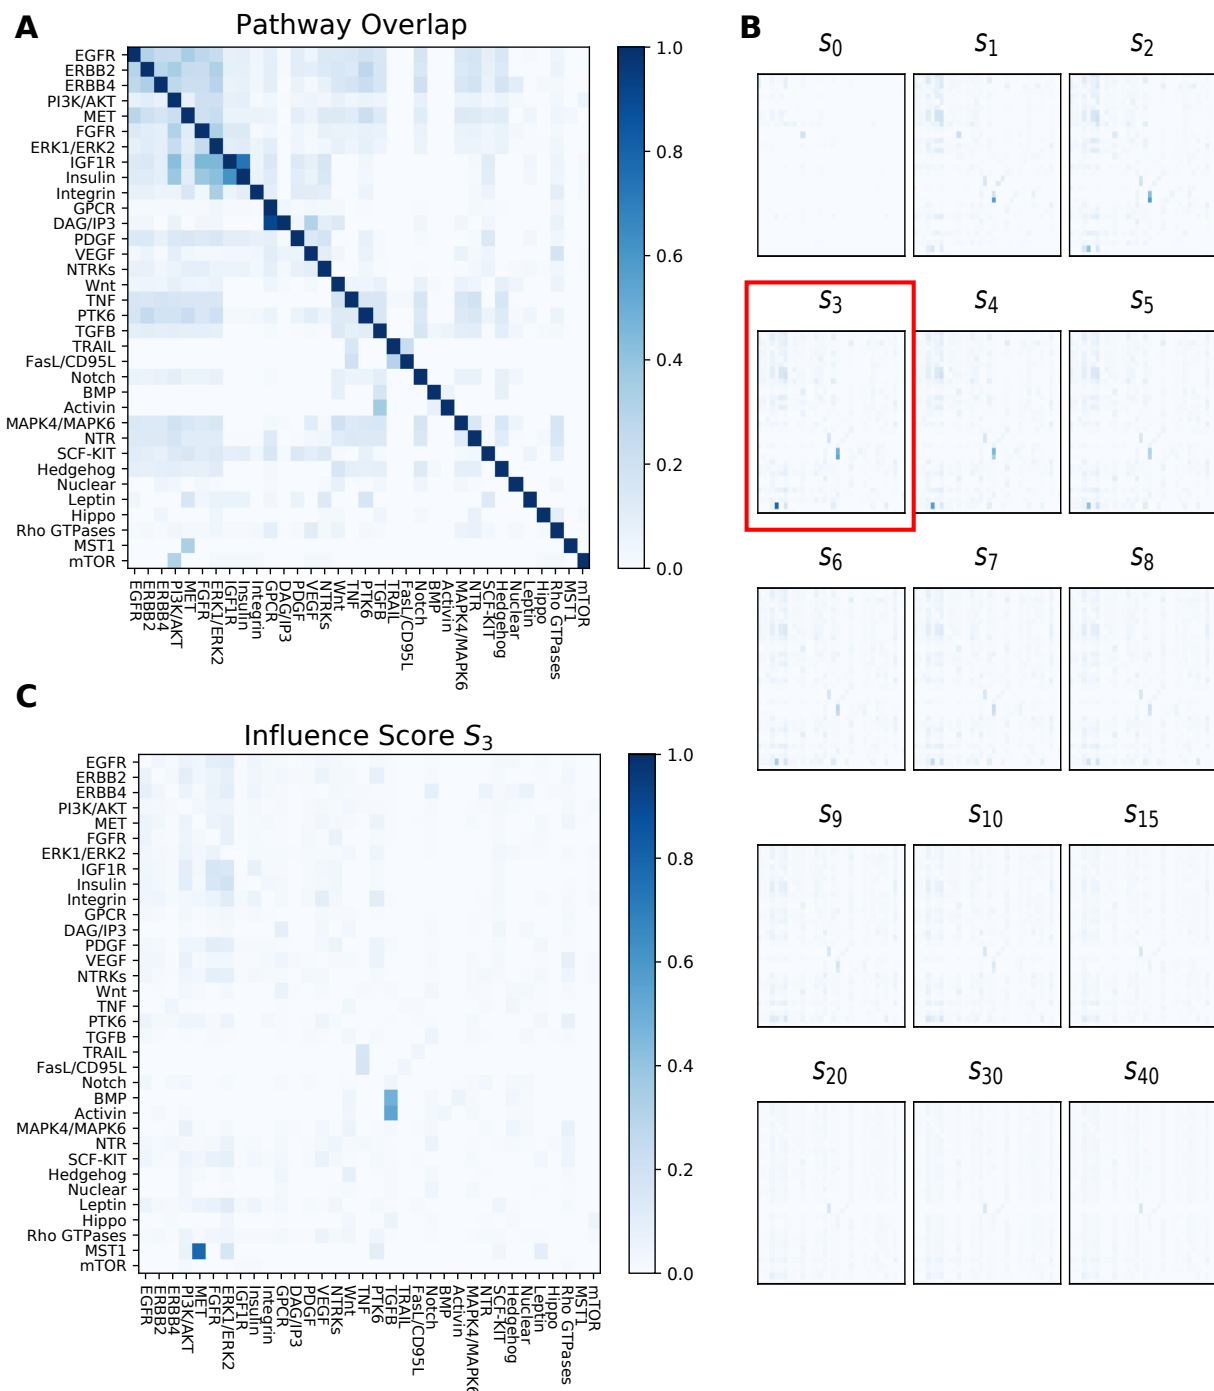 A
Pathway Overlap
EGFR
ERBB2
ERBB4
PI3K/AKT
MET
FGFR
ERK1/ERK2
IGF1R
Insulin
Integrin
GPCR
DAG/IP3
PDGF
VEGF
NTRKs
Wnt
TNF
PTK6
TGFB
TRAIL
FasL/CD95L
Notch
BMP
Activin
MAPK4/MAPK6
NTR
SCF-KIT
Hedgehog
Nuclear
Leptin
Hippo
Rho GTPases
MST1
mTOR
EGFR
ERBB2
ERBB4
PI3K/AKT
MET
FGFR
ERK1/ERK2
IGF1R
Insulin
Integrin
GPCR
DAG/IP3
PDGF
VEGF
NTRKs
Wnt
TNF
PTK6
TGFB
TRAIL
FasL/CD95L
Notch
BMP
Activin
MAPK4/MAPK6
NTR
SCF-KIT
Hedgehog
Nuclear
Leptin
Hippo
Rho GTPases
MST1
mTOR
1.0
0.8
0.6
0.4
0.2
0.0
B
S0 S1 S2
S3 S4 S5
S6 S7 S8
S9 S10 S15
S20 S30 S40
C
Influence Score S3
EGFR
ERBB2
ERBB4
PI3K/AKT
MET
FGFR
ERK1/ERK2
IGF1R
Insulin
Integrin
GPCR
DAG/IP3
PDGF
VEGF
NTRKs
Wnt
TNF
PTK6
TGFB
TRAIL
FasL/CD95L
Notch
BMP
Activin
MAPK4/MAPK6
NTR
SCF-KIT
Hedgehog
Nuclear
Leptin
Hippo
Rho GTPases
MST1
mTOR
EGFR
ERBB2
ERBB4
PI3K/AKT
MET
FGFR
ERK1/ERK2
IGF1R
Insulin
Integrin
GPCR
DAG/IP3
PDGF
VEGF
NTRKs
Wnt
TNF
PTK6
TGFB
TRAIL
FasL/CD95L
Notch
BMP
Activin
MAPK4/MAPK6
NTR
SCF-KIT
Hedgehog
Nuclear
Leptin
Hippo
Rho GTPases
MST1
mTOR
1.0
0.8
0.6
0.4
0.2
0.0